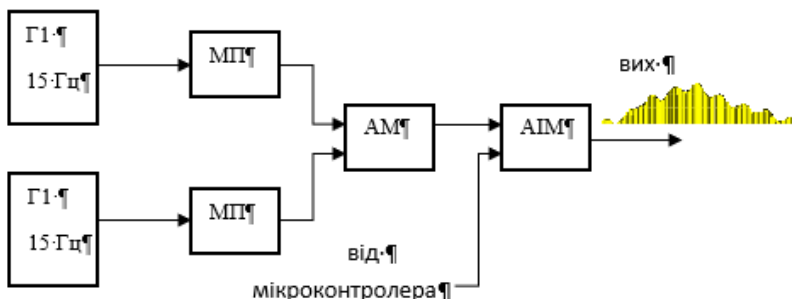 Г1·¶
15·Гц¶
МП¶
вих·¶
АМ¶
АІМ¶
Г1·¶
15·Гц¶
МП¶
від·¶
мікроконтролера¶